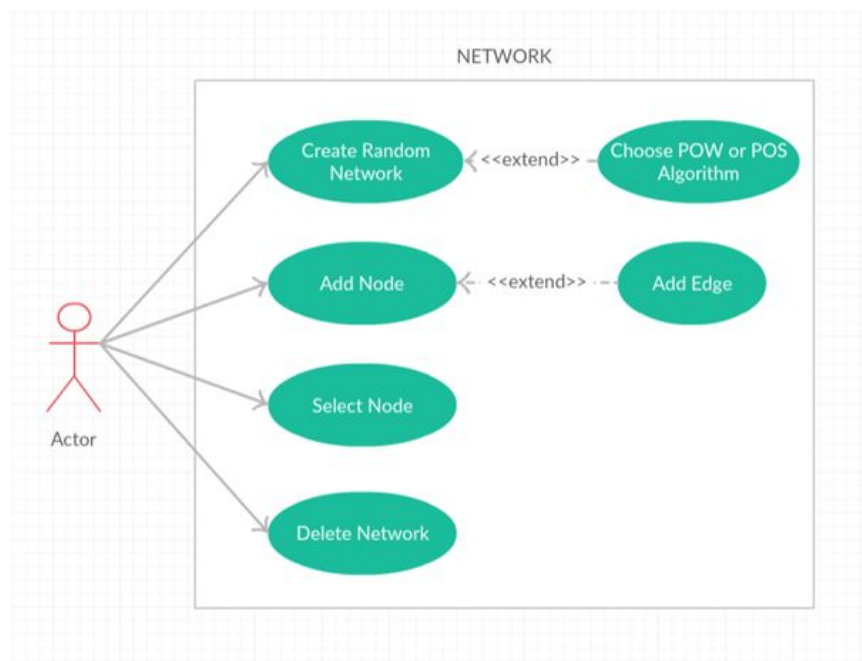 NETWORK
Create Random
Network
<<extend>>
Choose POW or POS
Algorithm
Add Node
<<extend>>
Add Edge
Actor
Select Node
Delete Network